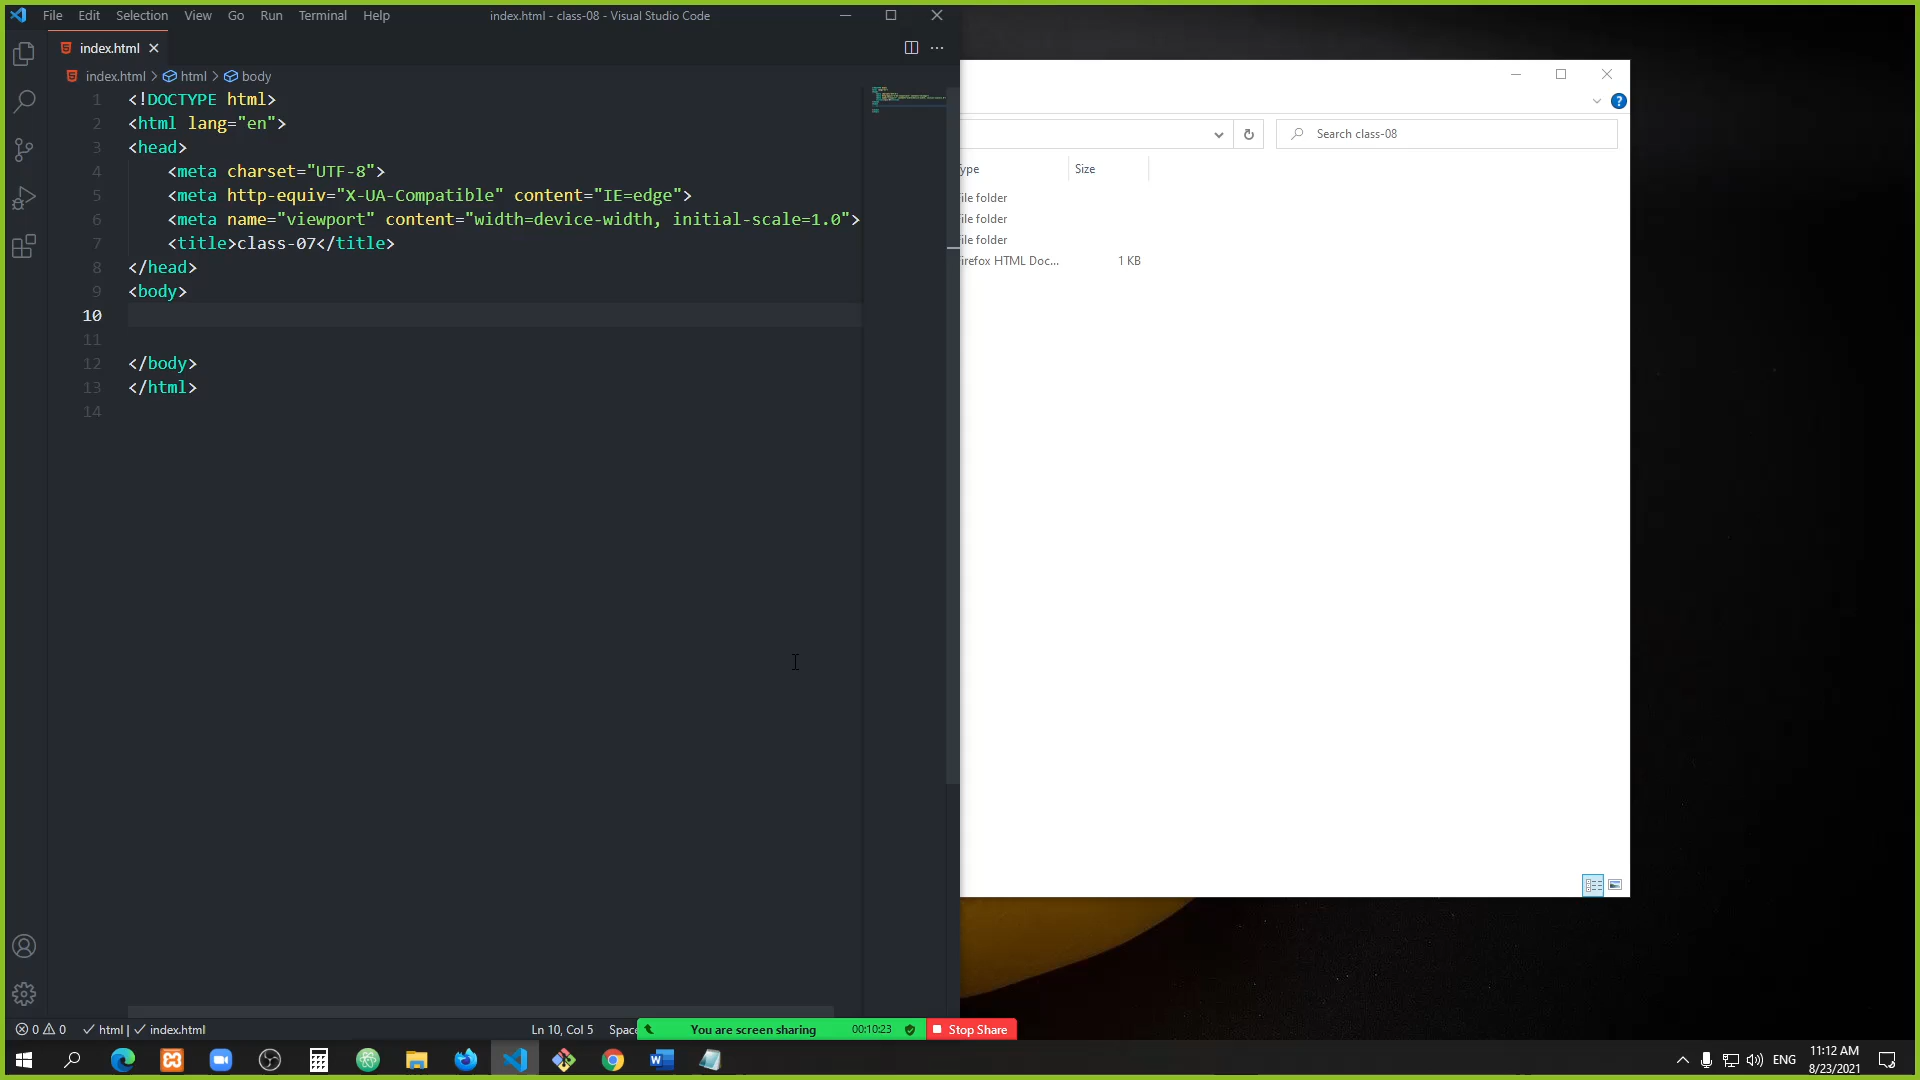 File Edit Selection View Go Run Terminal Help
index.html - class-08 - Visual Studio Code
index.html
index.html > html > body
1 <!DOCTYPE html>
2 <html lang="en">
3 <head>
4 <meta charset="UTF-8">
5 <meta http-equiv="X-UA-Compatible" content="IE=edge">
6 <meta name="viewport" content="width=device-width, initial-scale=1.0">
7 <title>class-07</title>
8 </head>
9 <body>
10
11
12 </body>
13 </html>
14
Search class-08
ype Size
ile folder
ile folder
ile folder
irefox HTML Doc... 1 KB
0 0 html | index.html
Ln 10, Col 5 Space
You are screen sharing 00:10:23 Stop Share
ENG
11:12 AM
8/23/2021